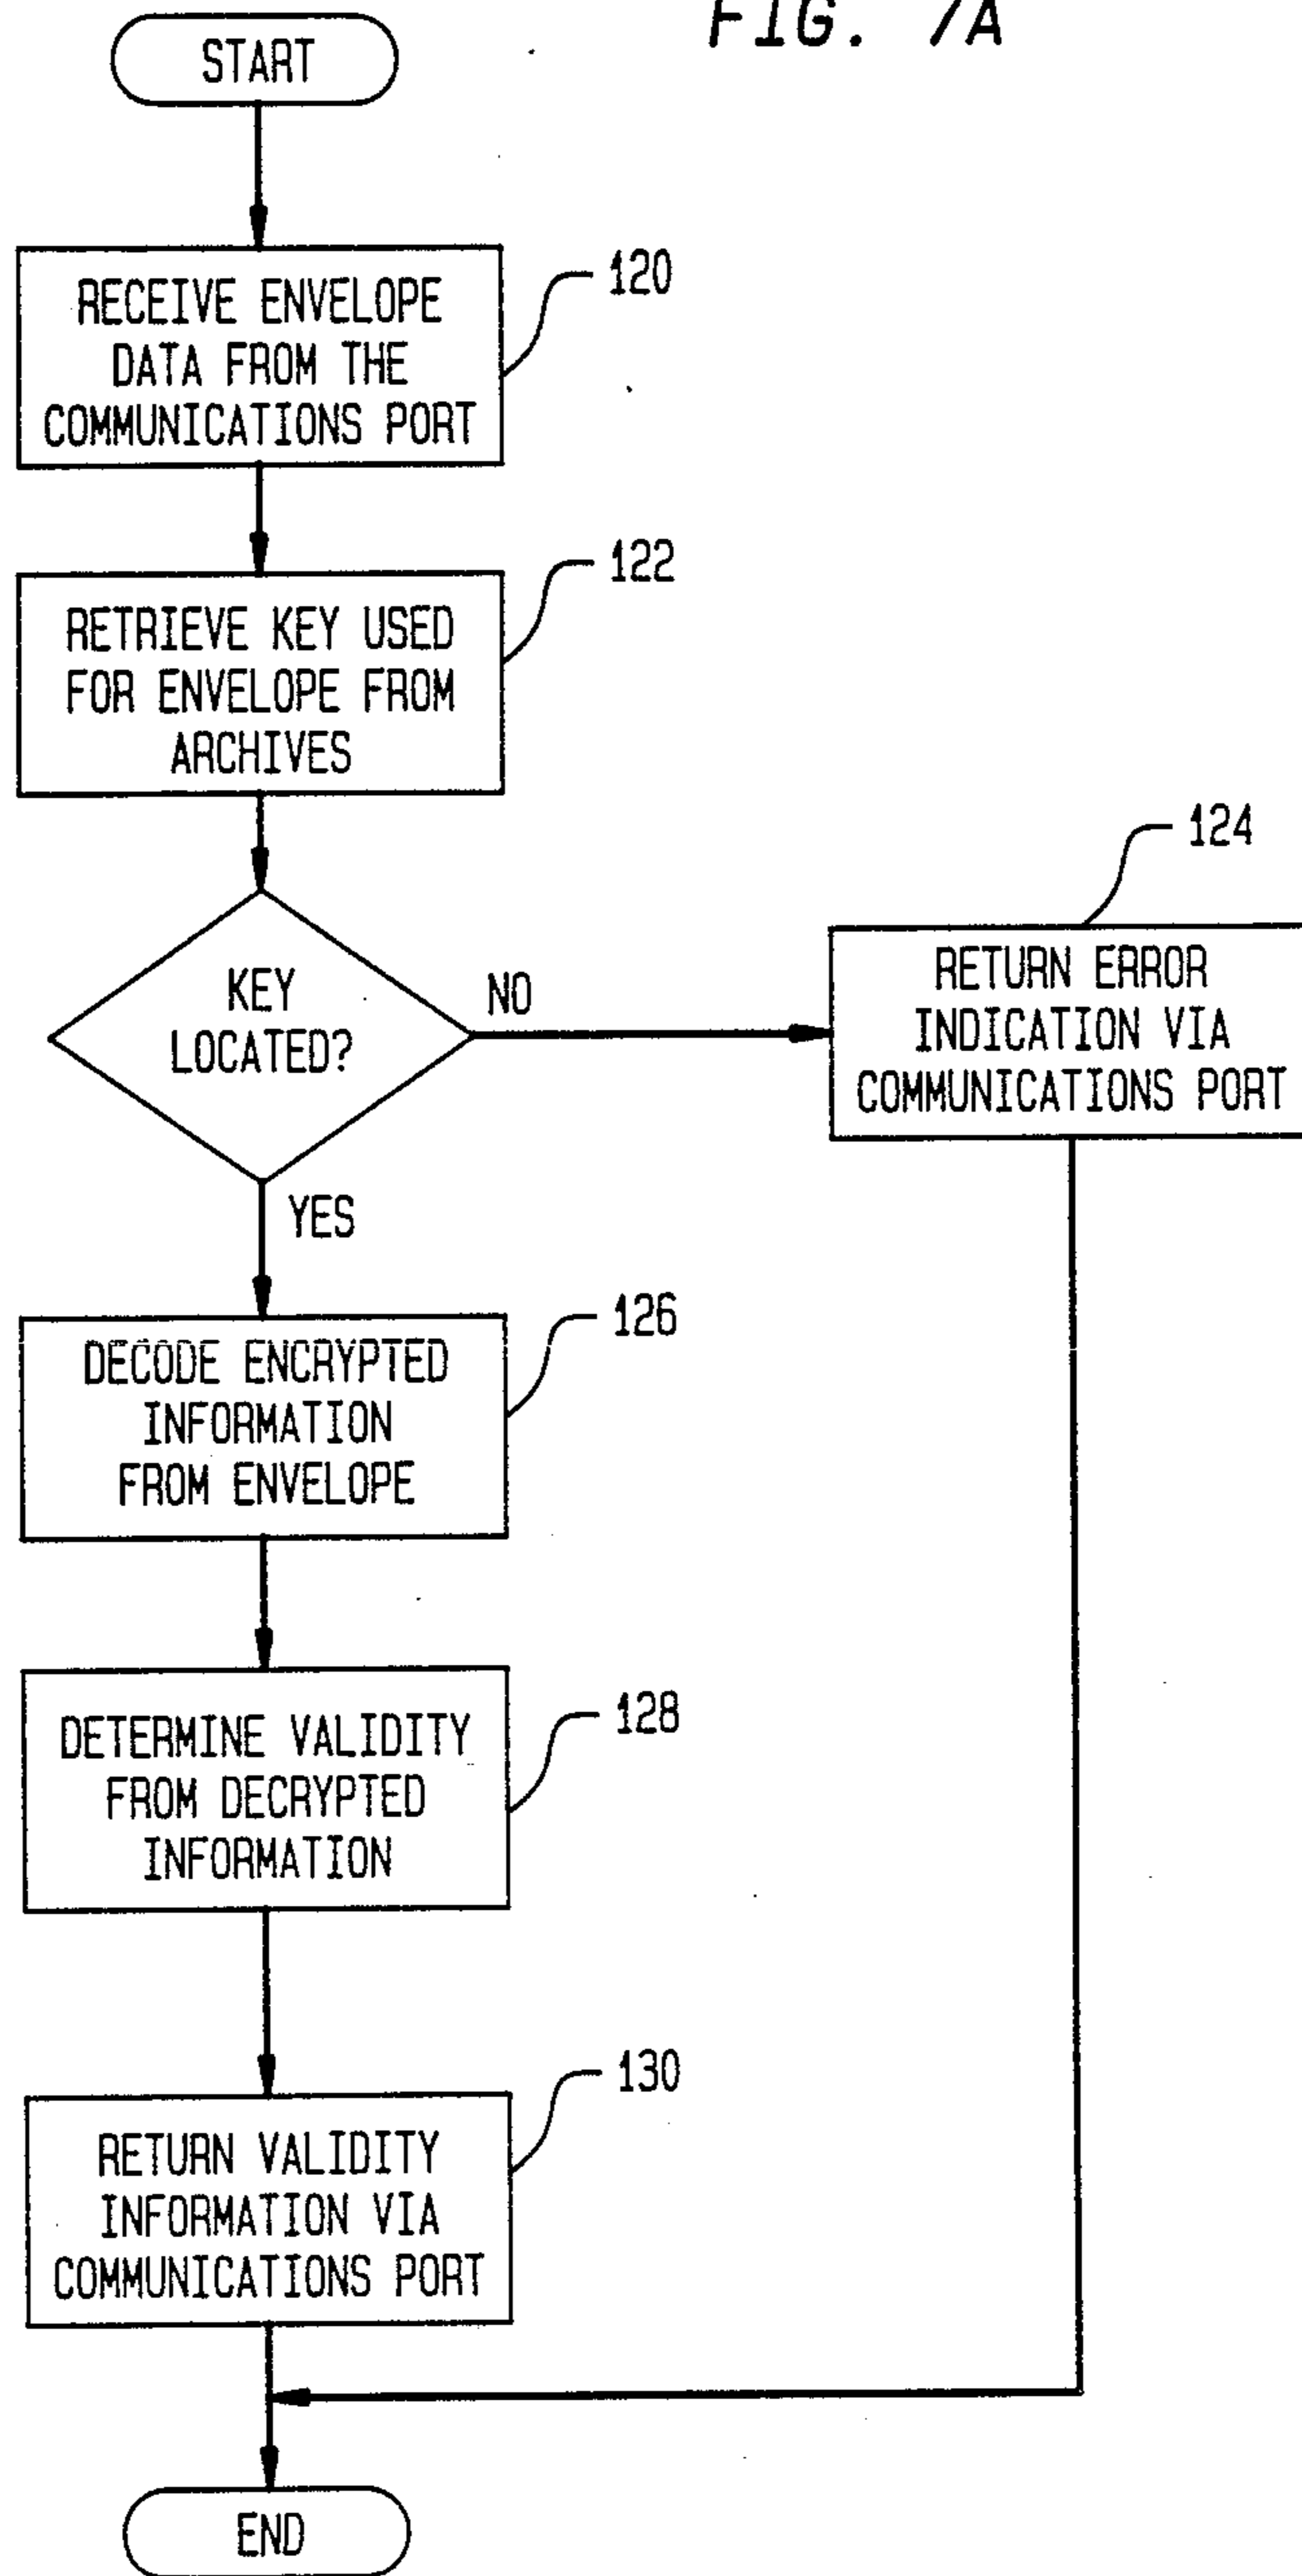 FIG. 7A
START
RECEIVE ENVELOPE
DATA FROM THE
COMMUNICATIONS PORT
120
RETRIEVE KEY USED
FOR ENVELOPE FROM
ARCHIVES
122
KEY
LOCATED?
NO
YES
RETURN ERROR
INDICATION VIA
COMMUNICATIONS PORT
124
DECODE ENCRYPTED
INFORMATION
FROM ENVELOPE
126
DETERMINE VALIDITY
FROM DECRYPTED
INFORMATION
128
RETURN VALIDITY
INFORMATION VIA
COMMUNICATIONS PORT
130
END